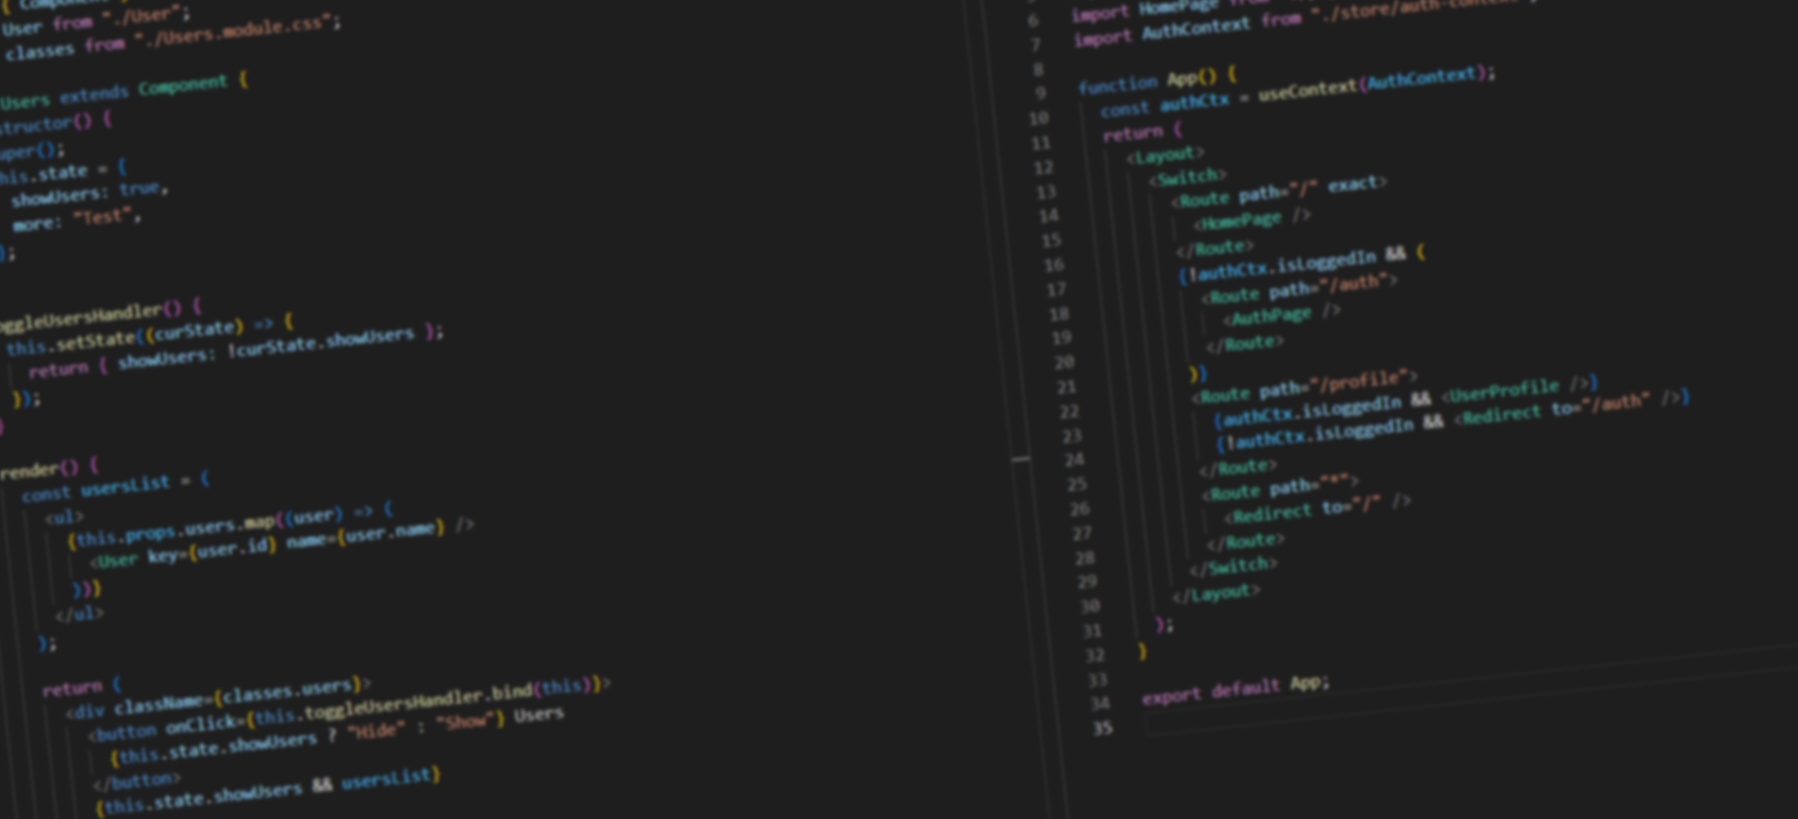 { Component
User from "./User";
classes from "./Users.module.css";
Users extends Component {
structor() {
uper();
his.state = {
showUsers: true,
more: "Test",
};
oggleUsersHandler() {
this.setState((curState) => {
return { showUsers: !curState.showUsers };
});
}
render() {
const usersList = (
<ul>
{this.props.users.map((user) => (
<User key={user.id} name={user.name} />
))}
</ul>
);
return (
<div className={classes.users}>
<button onClick={this.toggleUsersHandler.bind(this)}>
{this.state.showUsers ? "Hide" : "Show"} Users
</button>
{this.state.showUsers && usersList}
6 import HomePage from
7 import AuthContext from "./store/auth-context";
8
9 function App() {
10 const authCtx = useContext(AuthContext);
11 return (
12 <Layout>
13 <Switch>
14 <Route path="/" exact>
15 <HomePage />
16 </Route>
17 {!authCtx.isLoggedIn && (
18 <Route path="/auth">
19 <AuthPage />
20 </Route>
21 )}
22 <Route path="/profile">
23 {authCtx.isLoggedIn && <UserProfile />}
24 {!authCtx.isLoggedIn && <Redirect to="/auth" />}
25 </Route>
26 <Route path="*">
27 <Redirect to="/" />
28 </Route>
29 </Switch>
30 </Layout>
31 );
32 }
33
34 export default App;
35